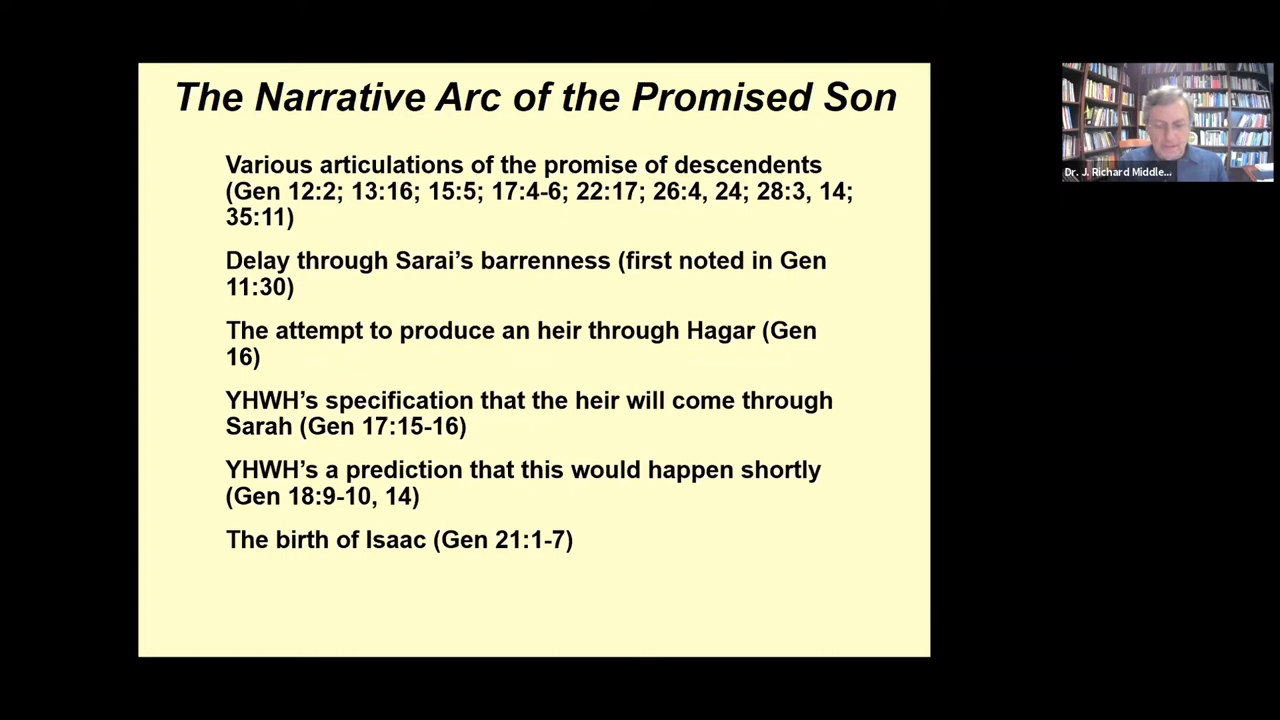 The Narrative Arc of the Promised Son
Various articulations of the promise of descendents
(Gen 12:2; 13:16; 15:5; 17:4-6; 22:17; 26:4, 24; 28:3, 14;
35:11)
Delay through Sarai’s barrenness (first noted in Gen
11:30)
The attempt to produce an heir through Hagar (Gen
16)
YHWH’s specification that the heir will come through
Sarah (Gen 17:15-16)
YHWH’s a prediction that this would happen shortly
(Gen 18:9-10, 14)
The birth of Isaac (Gen 21:1-7)
Dr. J. Richard Middle...